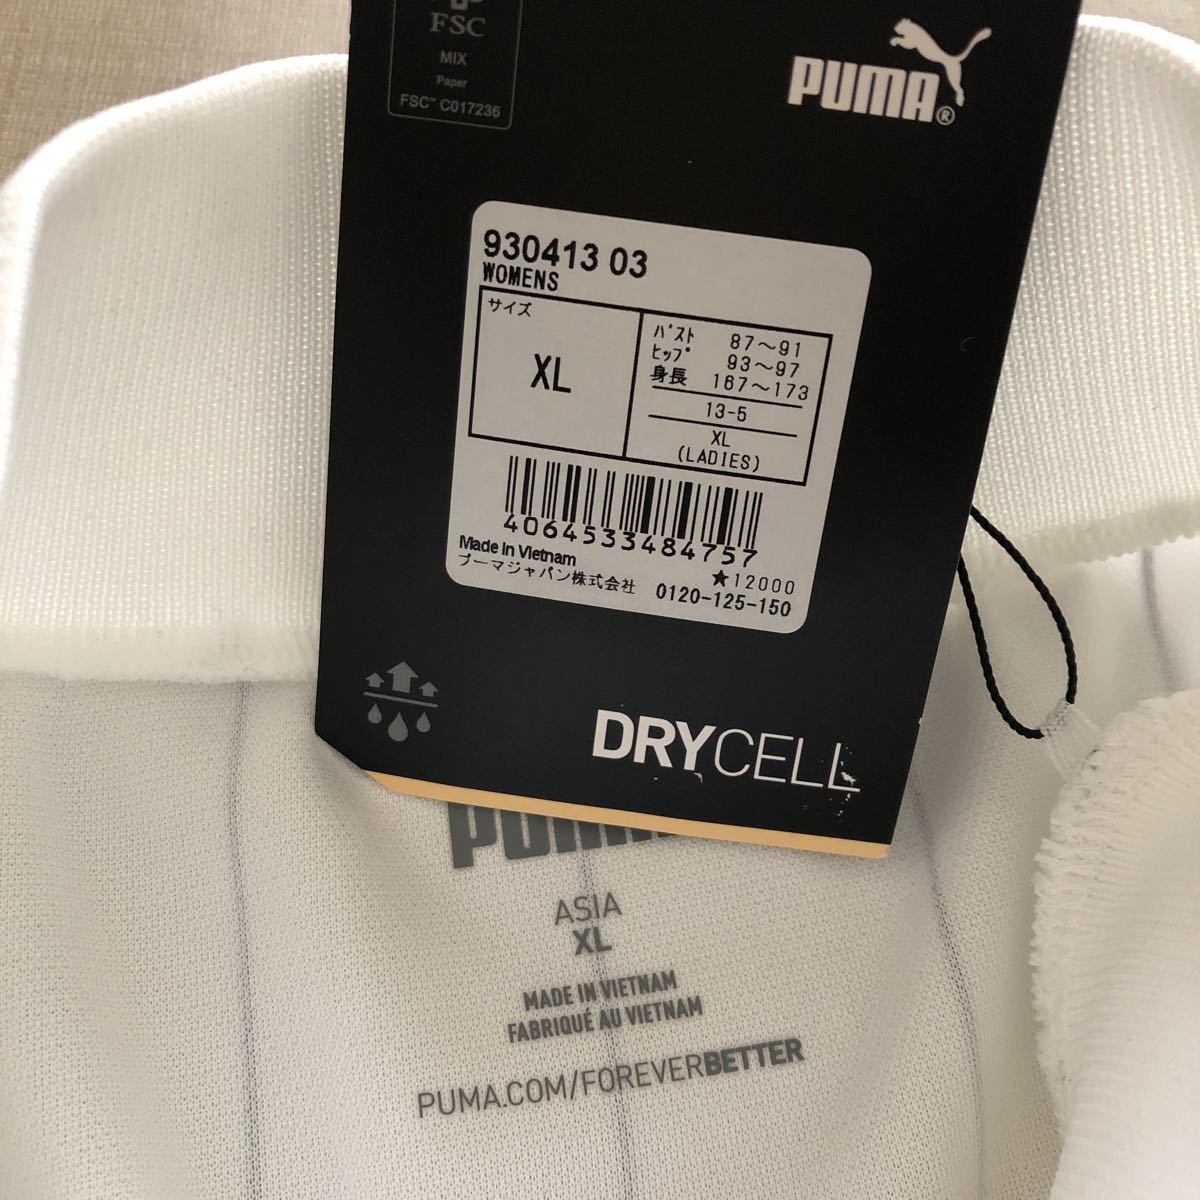 FSC
MIX
Paper
FSC™ C017236
PUMA®
930413 03
WOMENS
サイズ
XL
バスト 87～91
ヒップ 93～97
身長 167～173
13-5
XL
(LADIES)
4064533484757
Made in Vietnam
★12000
プーマジャパン株式会社 0120-125-150
DRYCELL
PUMA
ASIA
XL
MADE IN VIETNAM
FABRIQUÉ AU VIETNAM
PUMA.COM/FOREVERBETTER